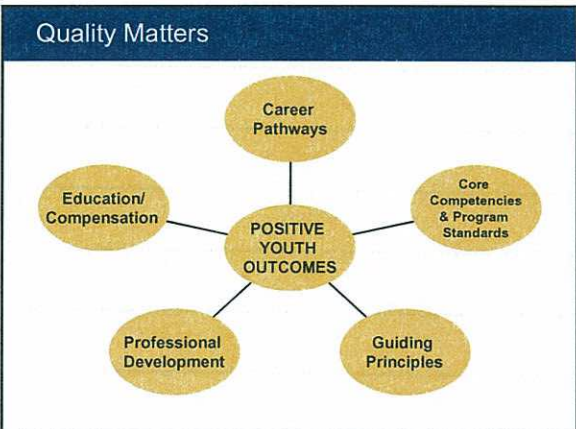 Quality Matters
Career
Pathways
Education/
Compensation
Core
Competencies
& Program
Standards
POSITIVE
YOUTH
OUTCOMES
Professional
Development
Guiding
Principles